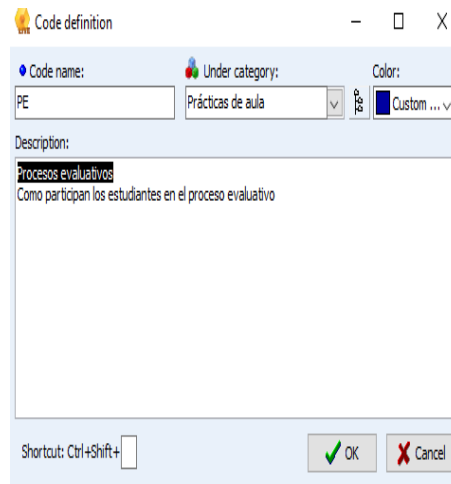 LIVE
Code definition
Code name:
Under category:
Color:
PE
Prácticas de aula
Custom ...
Description:
Procesos evaluativos
Como participan los estudiantes en el proceso evaluativo
Shortcut: Ctrl+Shift+
OK
Cancel